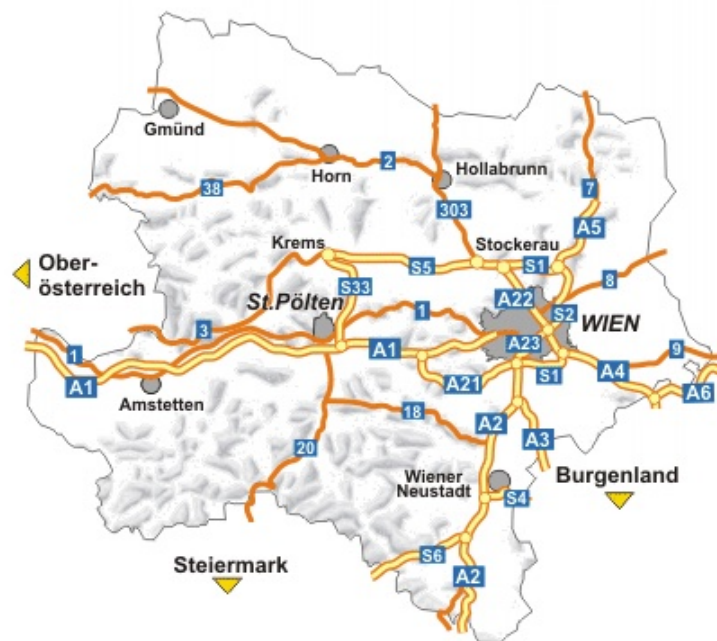 Gmünd
Horn
2
Hollabrunn
38
7
303
A5
Krems
Stockerau
Ober-
österreich
S5
S1
S33
8
St.Pölten
A22
1
S2
WIEN
3
A23
1
A1
9
S1
A4
A1
A21
A6
Amstetten
18
A2
20
A3
Wiener
Neustadt
Burgenland
S4
S6
Steiermark
A2